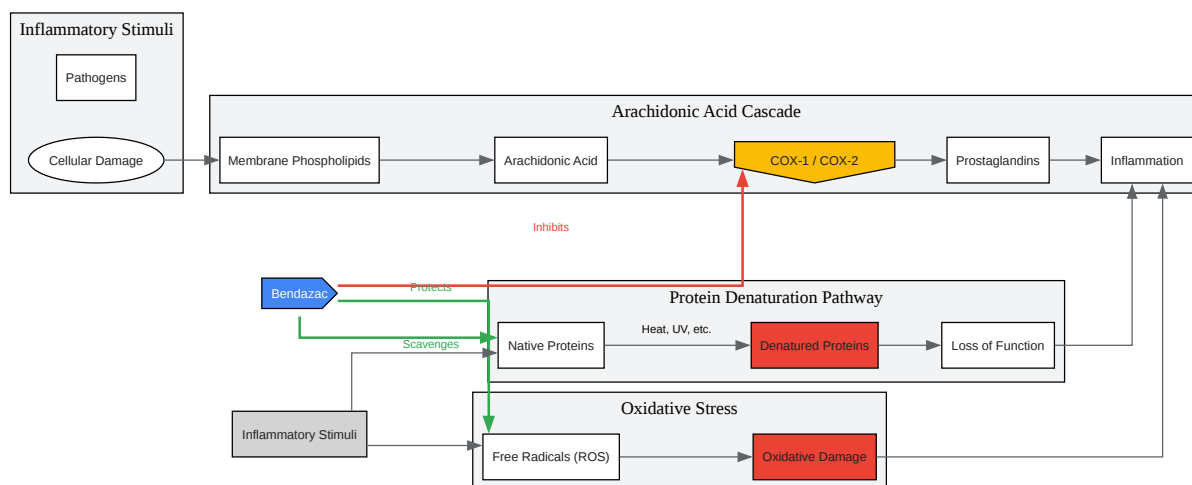 Inflammatory Stimuli
Pathogens
Cellular Damage
Arachidonic Acid Cascade
Membrane Phospholipids
Arachidonic Acid
COX-1 / COX-2
Prostaglandins
Inflammation
Inhibits
Bendazac
Protects
Scavenges
Protein Denaturation Pathway
Native Proteins
Heat, UV, etc.
Denatured Proteins
Loss of Function
Inflammatory Stimuli
Oxidative Stress
Free Radicals (ROS)
Oxidative Damage